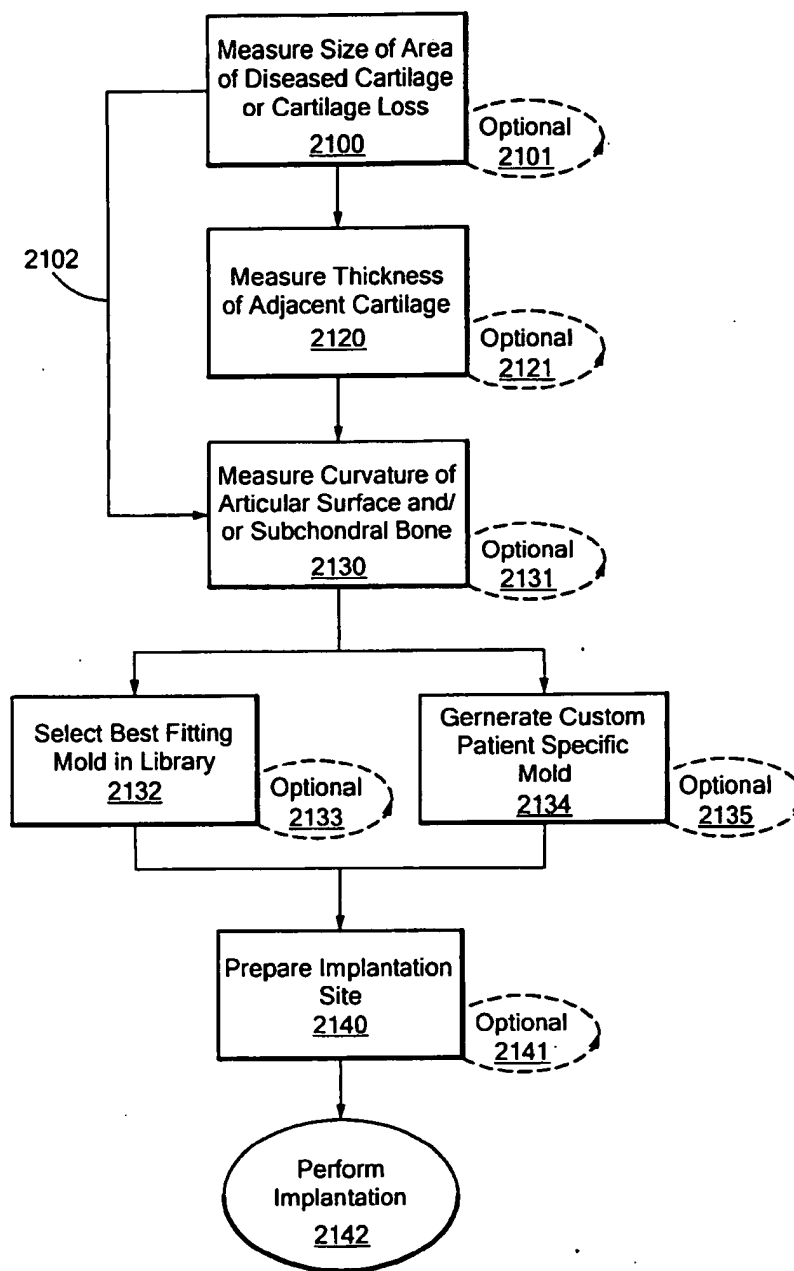 Measure Size of Area
of Diseased Cartilage
or Cartilage Loss
2100
Optional
2101
2102
Measure Thickness
of Adjacent Cartilage
2120
Optional
2121
Measure Curvature of
Articular Surface and/
or Subchondral Bone
2130
Optional
2131
Select Best Fitting
Mold in Library
2132
Optional
2133
Gernerate Custom
Patient Specific
Mold
2134
Optional
2135
Prepare Implantation
Site
2140
Optional
2141
Perform
Implantation
2142